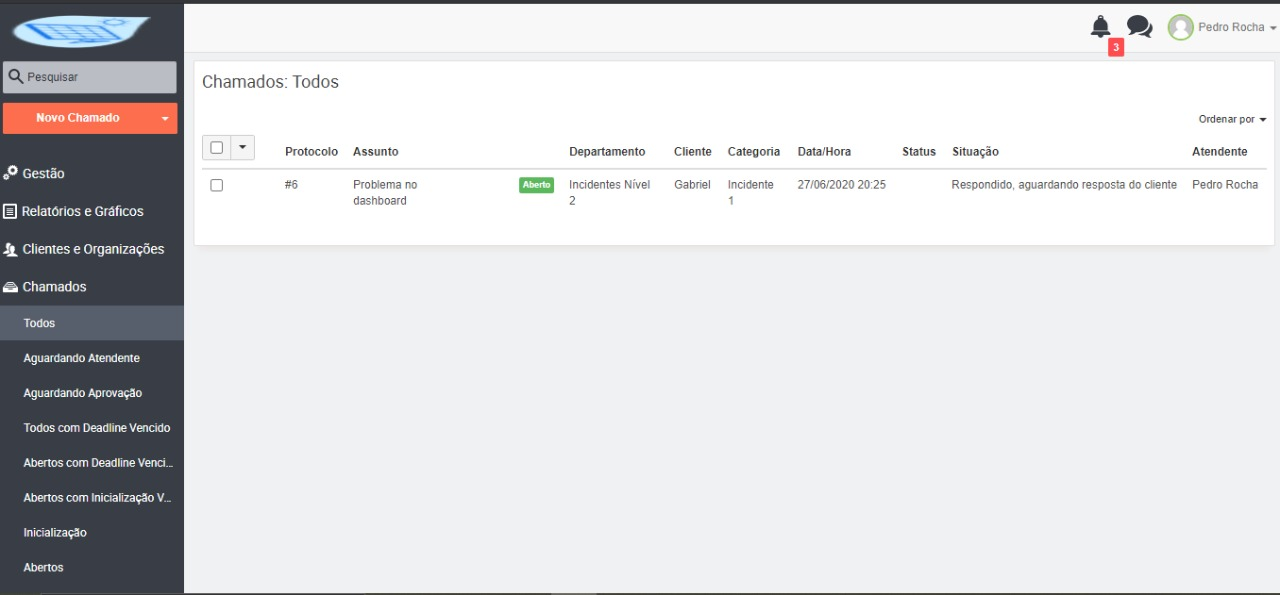 3
Pedro Rocha
Pesquisar
Novo Chamado
Gestão
Relatórios e Gráficos
Clientes e Organizações
Chamados
Todos
Aguardando Atendente
Aguardando Aprovação
Todos com Deadline Vencido
Abertos com Deadline Venci...
Abertos com Inicialização V...
Inicialização
Abertos
Chamados: Todos
Ordenar por
Protocolo Assunto Departamento Cliente Categoria Data/Hora Status Situação Atendente
#6 Problema no Aberto Incidentes Nível Gabriel Incidente 27/06/2020 20:25 Respondido, aguardando resposta do cliente Pedro Rocha
dashboard 2 1